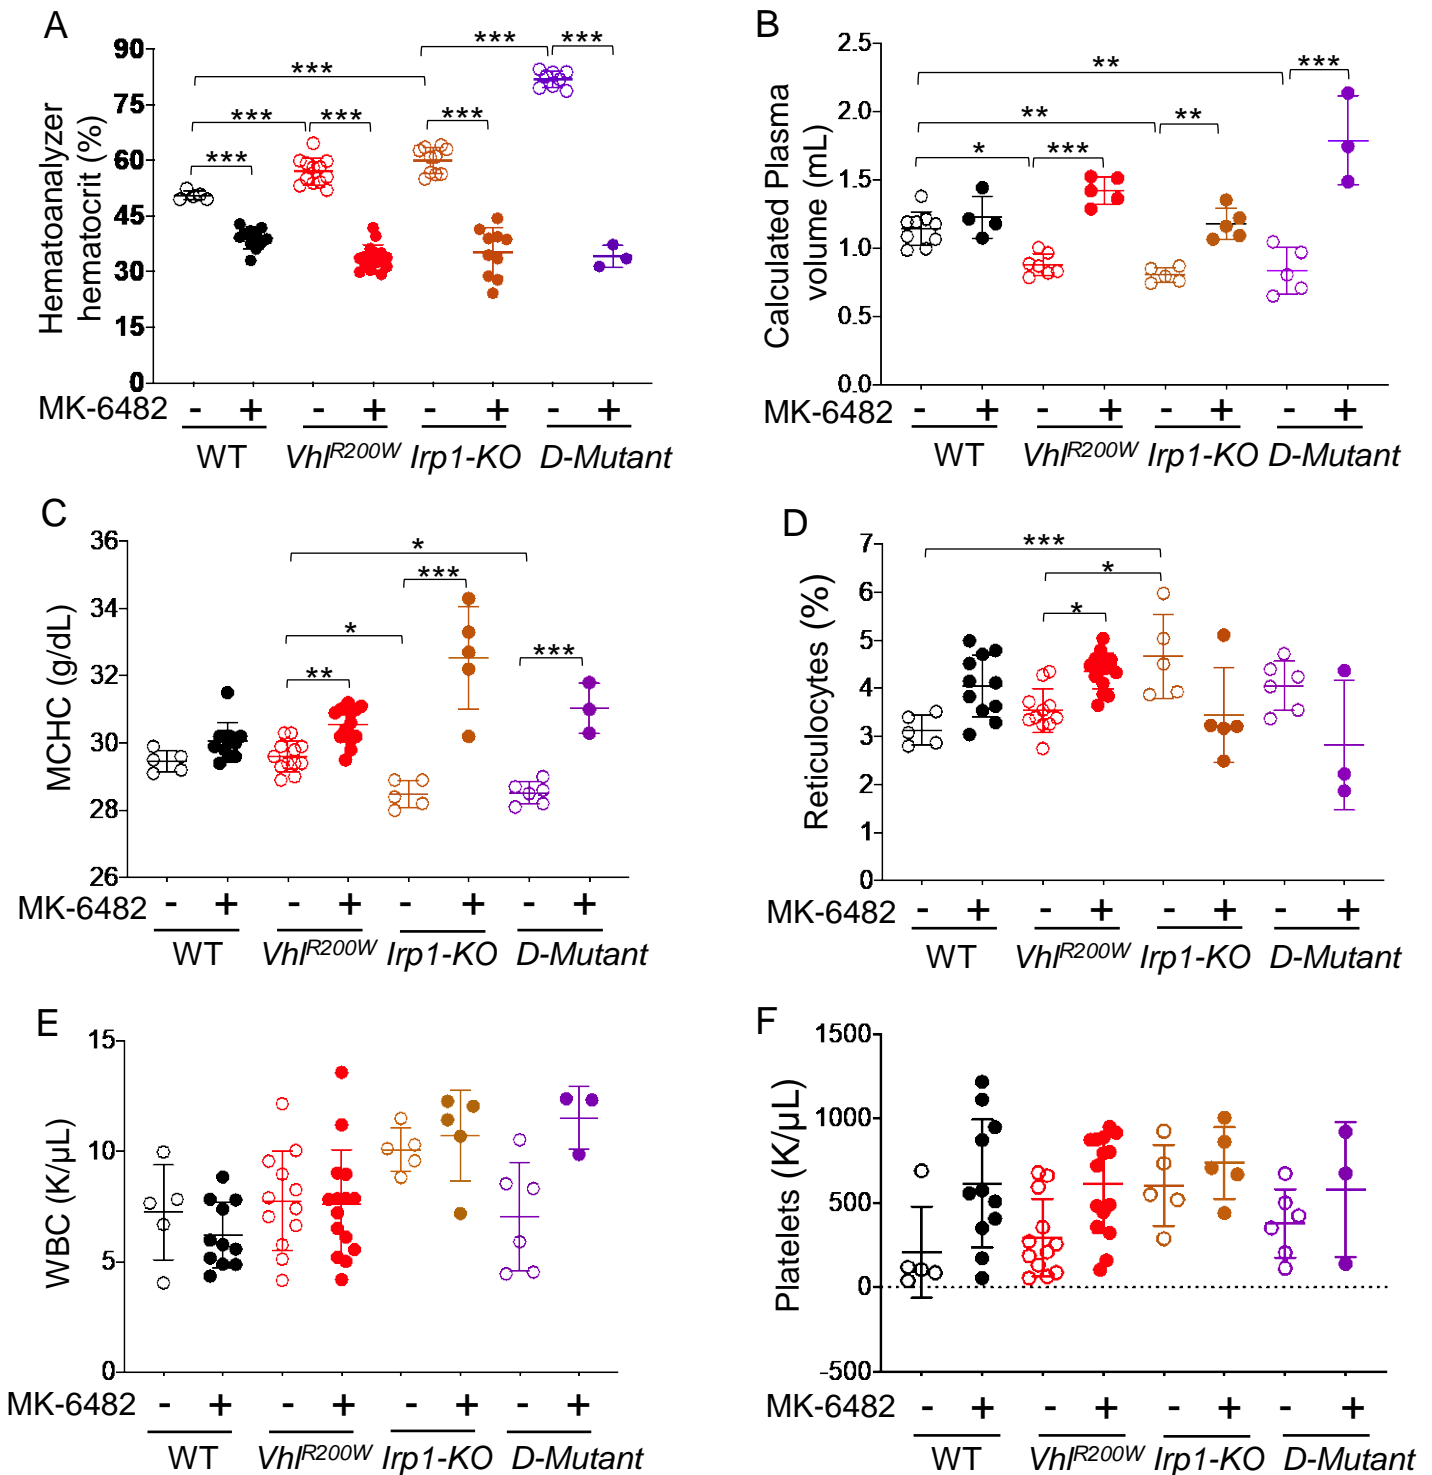 A
Hematoanalyzer
hematocrit (%)
90
75
60
45
30
15
0
***
***
***
***
***
***
***
MK-6482 - + - + - + - +
WT VhlR200W Irp1-KO D-Mutant
B
Calculated Plasma
volume (mL)
2.5
2.0
1.5
1.0
0.5
0.0
**
***
**
**
*
***
MK-6482 - + - + - + - +
WT VhlR200W Irp1-KO D-Mutant
C
MCHC (g/dL)
36
34
32
30
28
26
*
***
*
***
**
MK-6482 - + - + - + - +
WT VhlR200W Irp1-KO D-Mutant
D
Reticulocytes (%)
7
6
5
4
3
2
1
0
***
*
*
MK-6482 - + - + - + - +
WT VhlR200W Irp1-KO D-Mutant
E
WBC (K/µL)
15
10
5
0
MK-6482 - + - + - + - +
WT VhlR200W Irp1-KO D-Mutant
F
Platelets (K/µL)
1500
1000
500
0
-500
MK-6482 - + - + - + - +
WT VhlR200W Irp1-KO D-Mutant